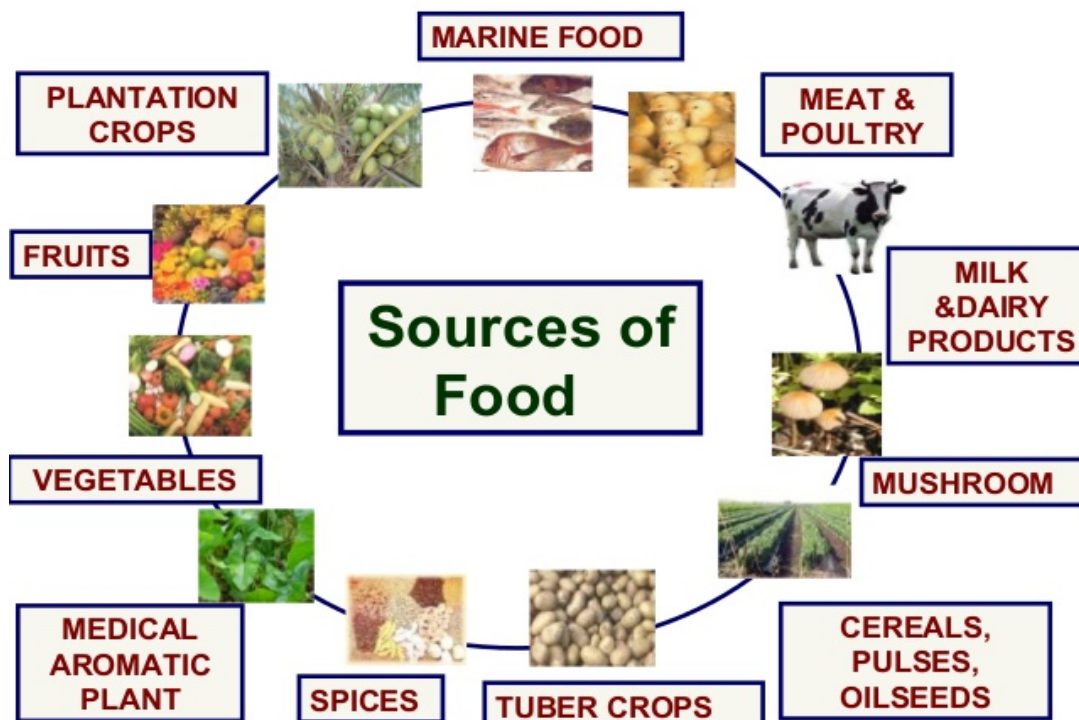 MARINE FOOD
PLANTATION
CROPS
MEAT &
POULTRY
FRUITS
MILK
&DAIRY
PRODUCTS
Sources of
Food
VEGETABLES
MUSHROOM
MEDICAL
AROMATIC
PLANT
SPICES
TUBER CROPS
CEREALS,
PULSES,
OILSEEDS